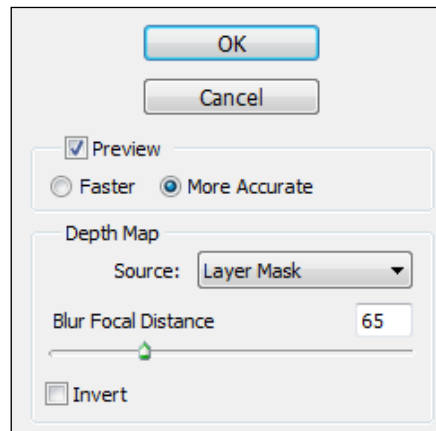 OK
Cancel
Preview
Faster More Accurate
Depth Map
Source: Layer Mask
Blur Focal Distance 65
Invert